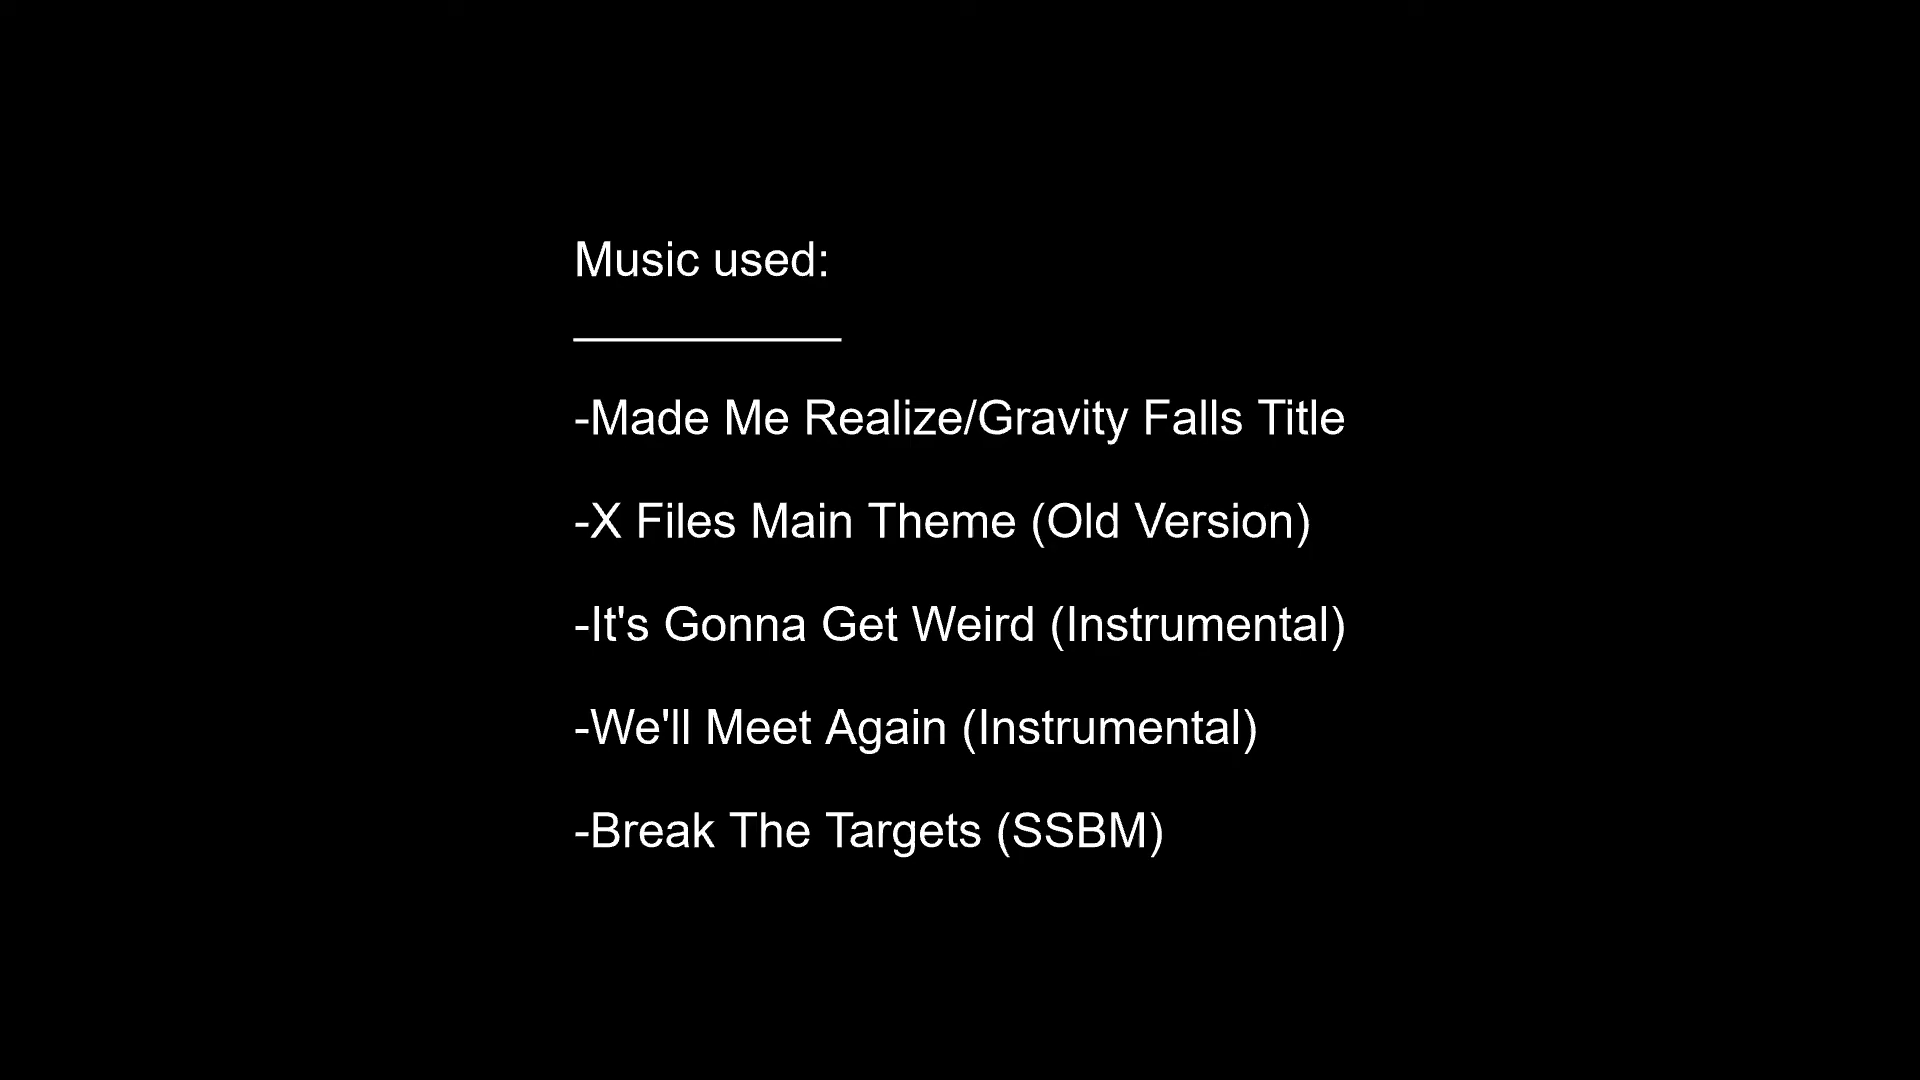 Music used:
-Made Me Realize/Gravity Falls Title
-X Files Main Theme (Old Version)
-It's Gonna Get Weird (Instrumental)
-We'll Meet Again (Instrumental)
-Break The Targets (SSBM)